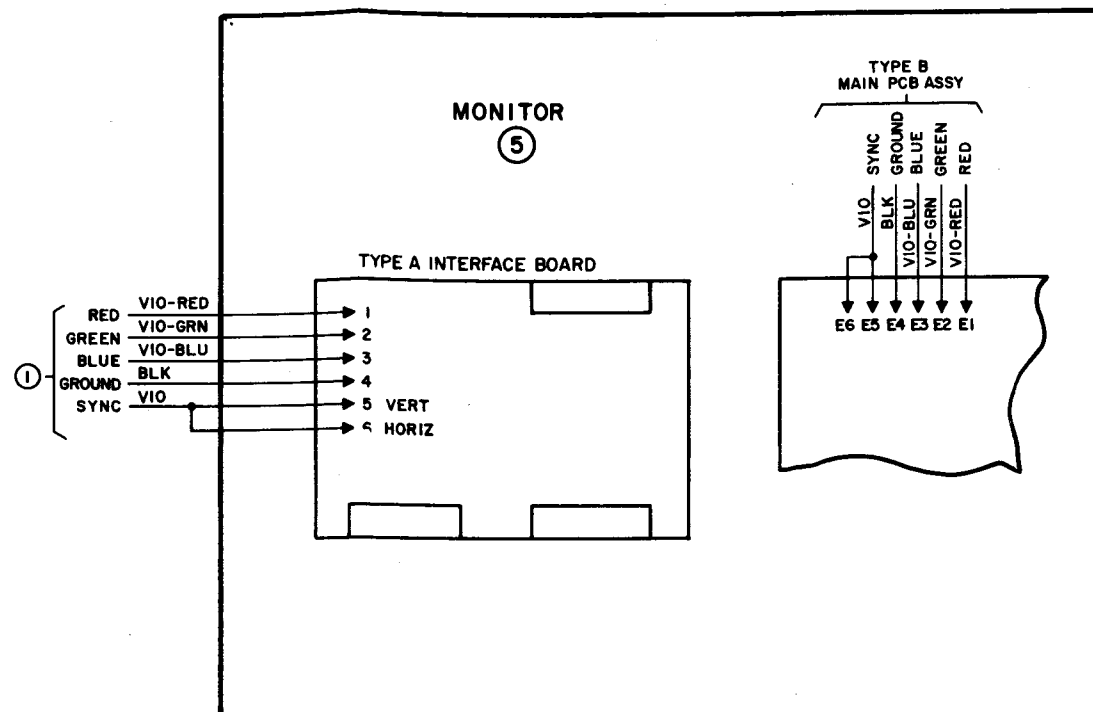 MONITOR
5
TYPE B
MAIN PCB ASSY
SYNC
GROUND
BLUE
GREEN
RED
VIO
BLK
VIO-BLU
VIO-GRN
VIO-RED
E6 E5 E4 E3 E2 E1
TYPE A INTERFACE BOARD
1
RED VIO-RED 1
GREEN VIO-GRN 2
BLUE VIO-BLU 3
GROUND BLK 4
SYNC VIO 5 VERT
6 HORIZ